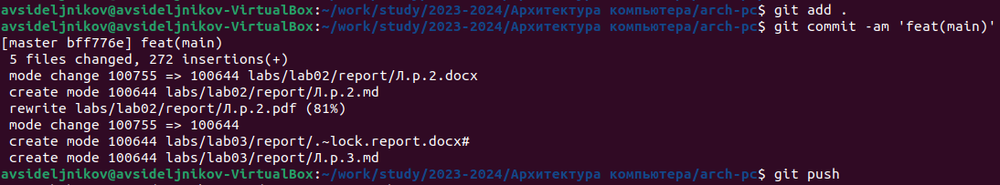 avsideljnikov@avsideljnikov-VirtualBox:~/work/study/2023-2024/Архитектура компьютера/arch-pc$ git add .
avsideljnikov@avsideljnikov-VirtualBox:~/work/study/2023-2024/Архитектура компьютера/arch-pc$ git commit -am 'feat(main)'
[master bff776e] feat(main)
 5 files changed, 272 insertions(+)
 mode change 100755 => 100644 labs/lab02/report/Л.р.2.docx
 create mode 100644 labs/lab02/report/Л.р.2.md
 rewrite labs/lab02/report/Л.р.2.pdf (81%)
 mode change 100755 => 100644
 create mode 100644 labs/lab03/report/.~lock.report.docx#
 create mode 100644 labs/lab03/report/Л.р.3.md
avsideljnikov@avsideljnikov-VirtualBox:~/work/study/2023-2024/Архитектура компьютера/arch-pc$ git push